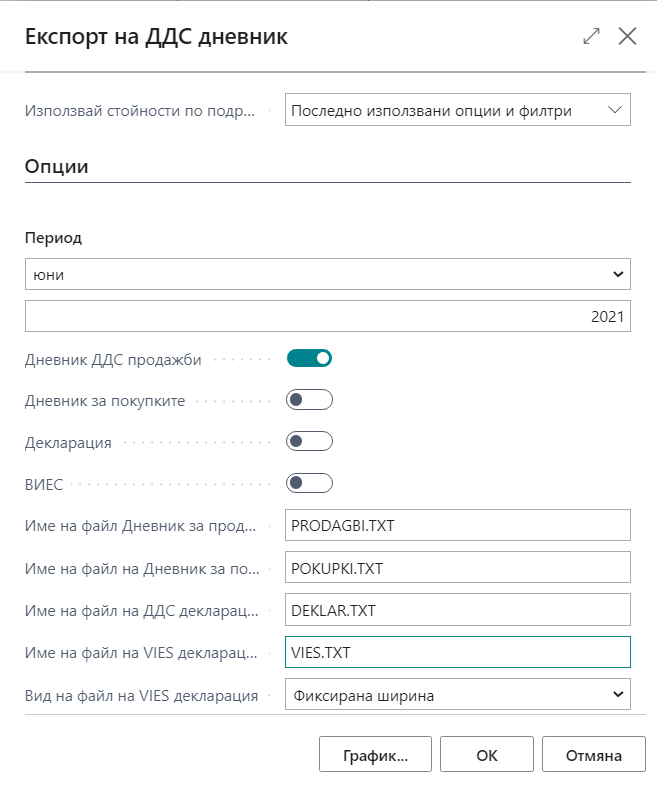 Експорт на ДДС дневник
Използвай стойности по подр... Последно използвани опции и филтри
Опции
Период
юни
2021
Дневник ДДС продажби
Дневник за покупките
Декларация
ВИЕС
Име на файл Дневник за прод... PRODAGBI.TXT
Име на файл на Дневник за по... POKUPKI.TXT
Име на файл на ДДС декларац... DEKLAR.TXT
Име на файл на VIES декларац... VIES.TXT
Вид на файл на VIES декларация Фиксирана ширина
График... ОК Отмяна